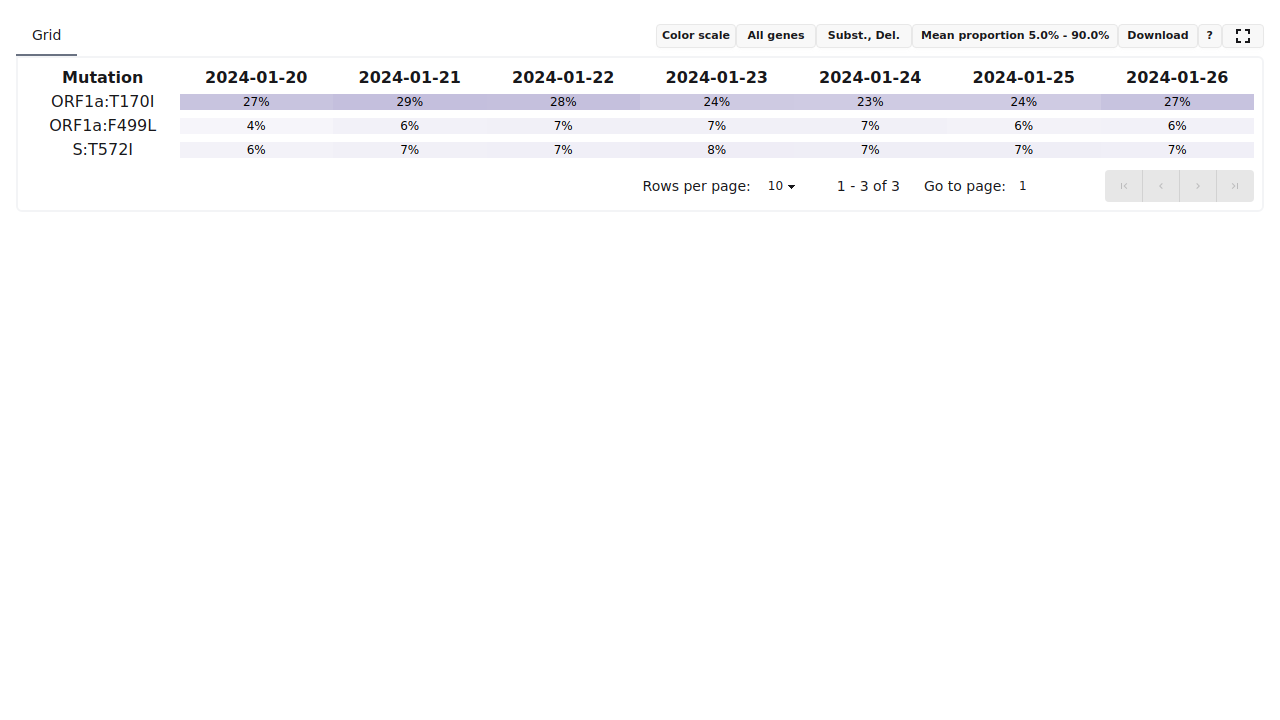 Grid Color scale All genes Subst., Del. Mean proportion 5.0% - 90.0% Download ?
Mutation 2024-01-20 2024-01-21 2024-01-22 2024-01-23 2024-01-24 2024-01-25 2024-01-26
ORF1a:T170I 27% 29% 28% 24% 23% 24% 27%
ORF1a:F499L 4% 6% 7% 7% 7% 6% 6%
S:T572I 6% 7% 7% 8% 7% 7% 7%
Rows per page: 10 1 - 3 of 3 Go to page: 1